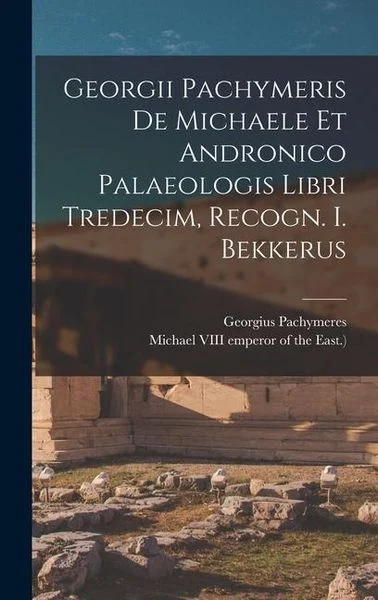 Georgii Pachymeris
De Michaele Et
Andronico
Palaeologis Libri
Tredecim, Recogn. I.
Bekkerus
Georgius Pachymeres
Michael VIII emperor of the East.)